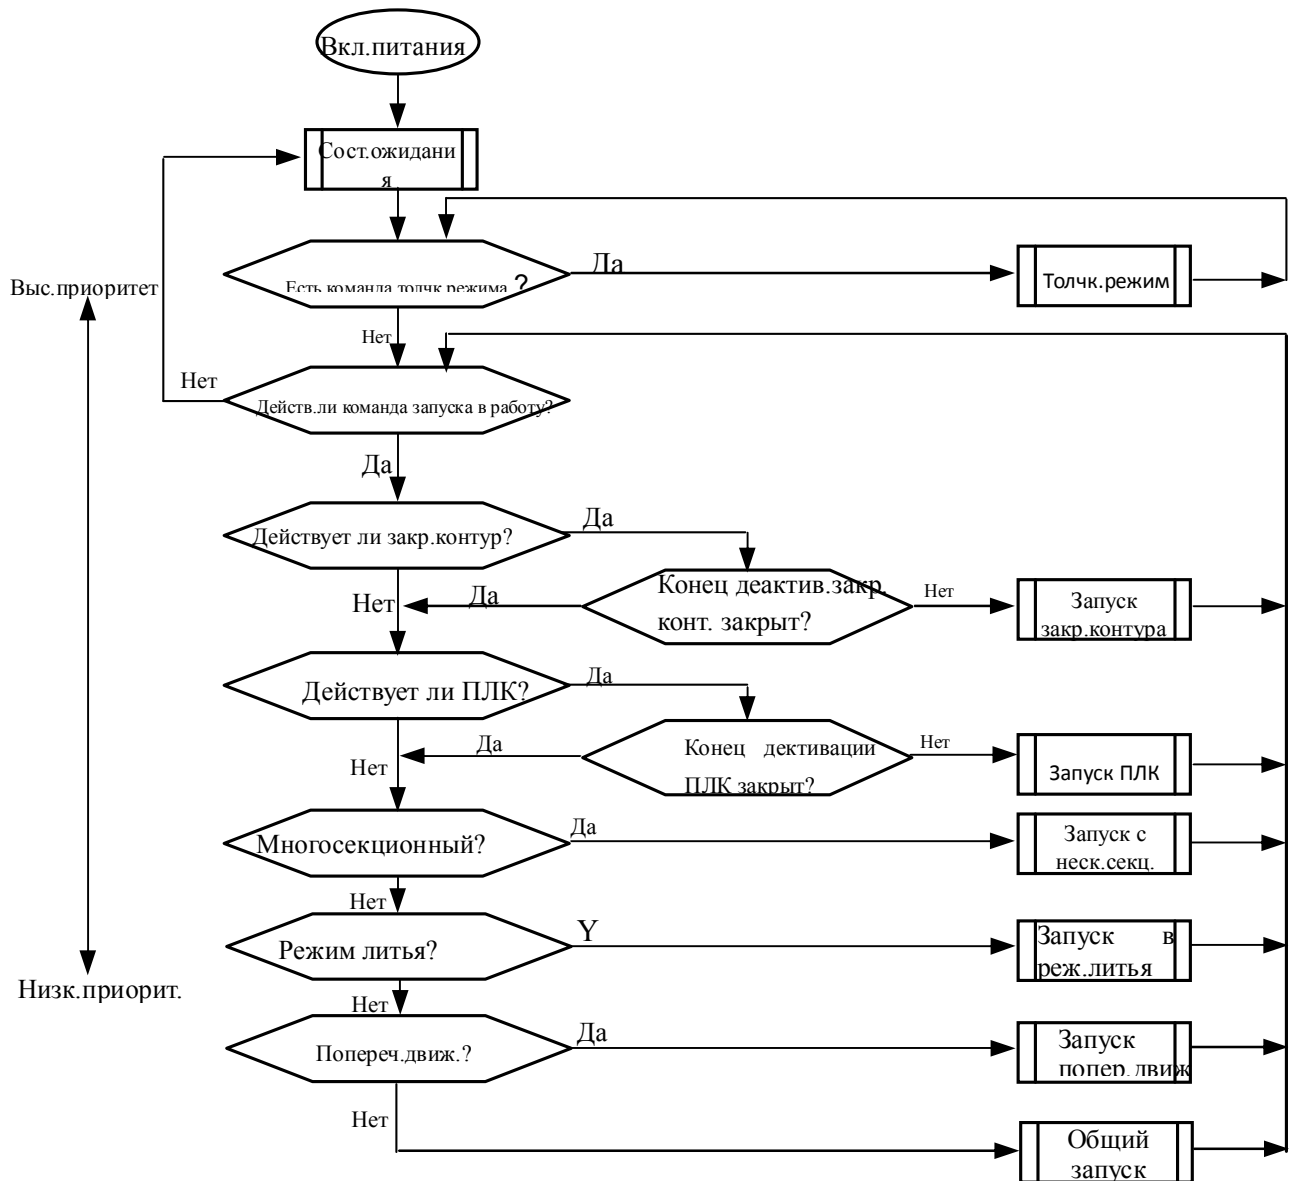 Вкл.питания
Сост.ожидани
я
Есть команда толчк.режима ?
Да
Толчк.режим
Выс.приоритет
Нет
Нет
Действ.ли команда запуска в работу?
Да
Действует ли закр.контур?
Да
Конец деактив.закр.
конт. закрыт?
Да
Нет
Нет
Запуск
закр.контура
Действует ли ПЛК?
Да
Конец дективации
ПЛК закрыт?
Да
Нет
Нет
Запуск ПЛК
Многосекционный?
Да
Запуск с
неск.секц.
Нет
Режим литья?
Y
Запуск в
реж.литья
Низк.приорит.
Нет
Попереч.движ.?
Да
Запуск
попер.движ
Нет
Общий
запуск